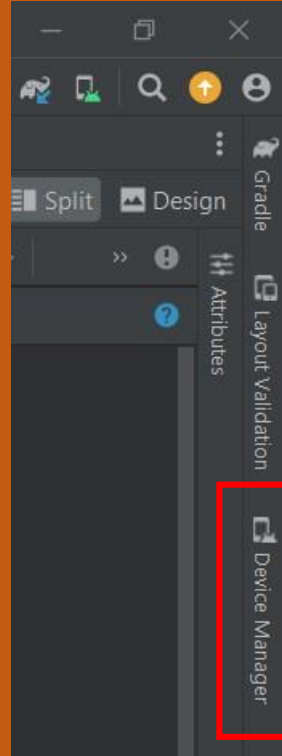 Split
Design
Gradle
Attributes
Layout Validation
Device Manager